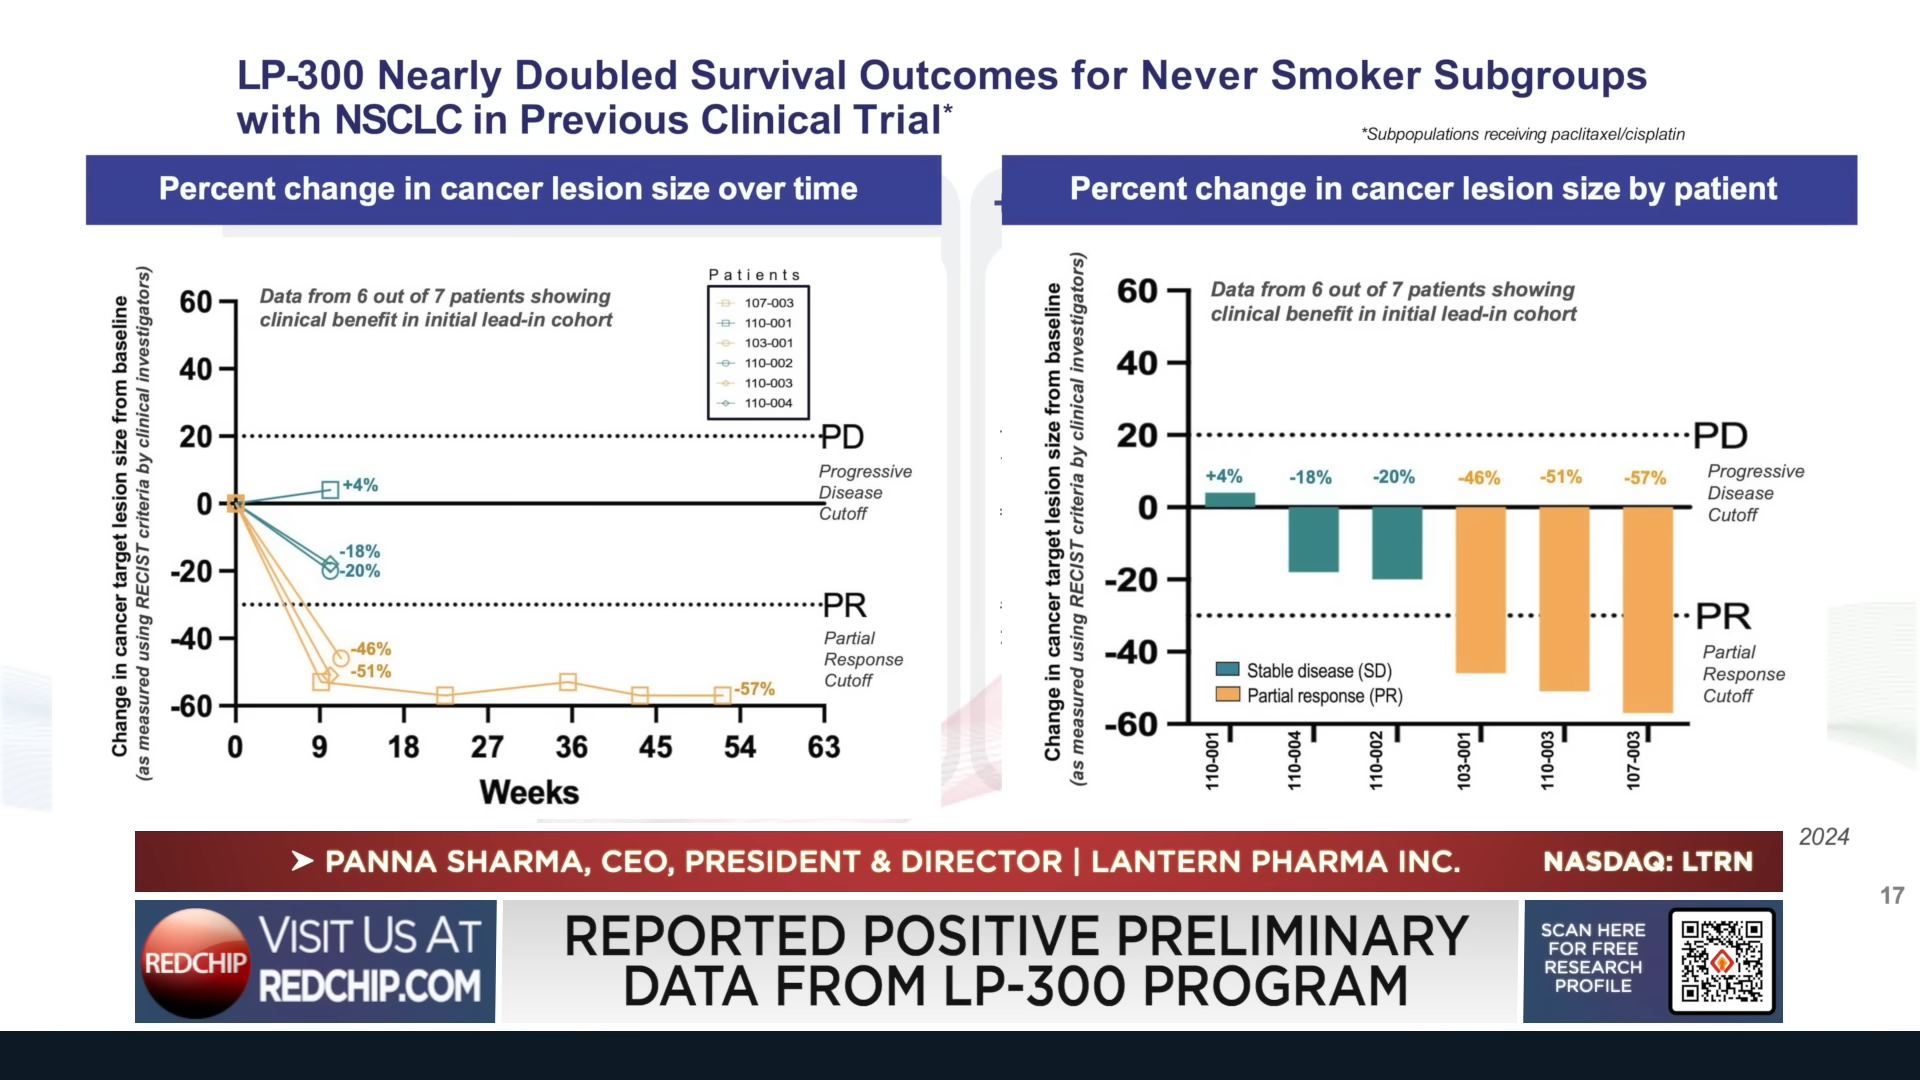 LP-300 Nearly Doubled Survival Outcomes for Never Smoker Subgroups
with NSCLC in Previous Clinical Trial*
*Subpopulations receiving paclitaxel/cisplatin
Percent change in cancer lesion size over time
Change in cancer target lesion size from baseline
(as measured using RECIST criteria by clinical investigators)
Data from 6 out of 7 patients showing
clinical benefit in initial lead-in cohort
Patients
107-003
110-001
103-001
110-002
110-003
110-004
60
40
20
0
-20
-40
-60
PD
Progressive
Disease
Cutoff
PR
Partial
Response
Cutoff
+4%
-18%
-20%
-46%
-51%
-57%
0 9 18 27 36 45 54 63
Weeks
Percent change in cancer lesion size by patient
Change in cancer target lesion size from baseline
(as measured using RECIST criteria by clinical investigators)
Data from 6 out of 7 patients showing
clinical benefit in initial lead-in cohort
60
40
20
0
-20
-40
-60
PD
Progressive
Disease
Cutoff
PR
Partial
Response
Cutoff
+4% -18% -20% -46% -51% -57%
Stable disease (SD)
Partial response (PR)
110-001 110-004 110-002 103-001 110-003 107-003
2024
17
➤ PANNA SHARMA, CEO, PRESIDENT & DIRECTOR | LANTERN PHARMA INC. NASDAQ: LTRN
REDCHIP
VISIT US AT
REDCHIP.COM
REPORTED POSITIVE PRELIMINARY
DATA FROM LP-300 PROGRAM
SCAN HERE
FOR FREE
RESEARCH
PROFILE